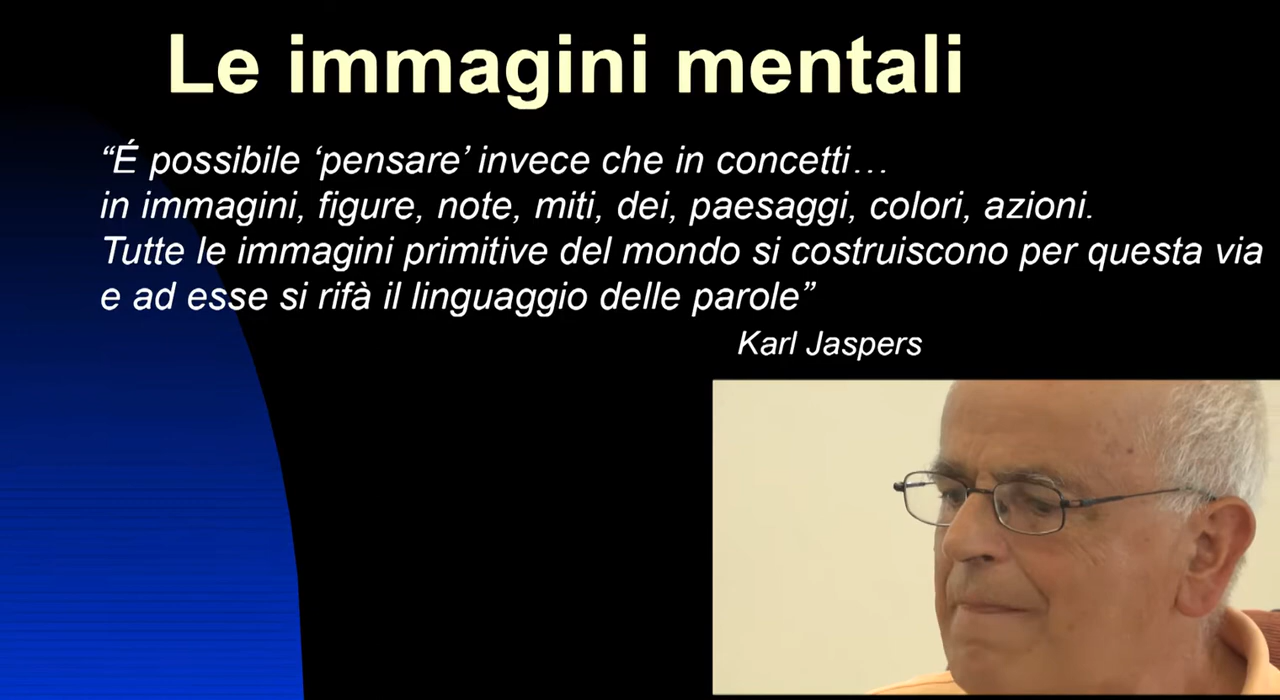 Le immagini mentali
“É possibile ‘pensare’ invece che in concetti…
in immagini, figure, note, miti, dei, paesaggi, colori, azioni.
Tutte le immagini primitive del mondo si costruiscono per questa via
e ad esse si rifà il linguaggio delle parole”
Karl Jaspers